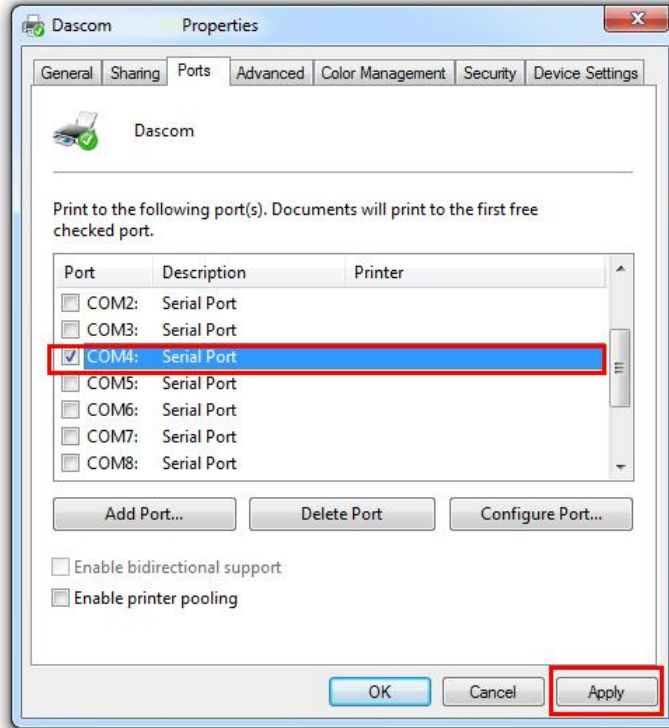 Dascom Properties
General Sharing Ports Advanced Color Management Security Device Settings
Dascom
Print to the following port(s). Documents will print to the first free
checked port.
Port Description Printer
COM2: Serial Port
COM3: Serial Port
COM4: Serial Port
COM5: Serial Port
COM6: Serial Port
COM7: Serial Port
COM8: Serial Port
Add Port... Delete Port Configure Port...
Enable bidirectional support
Enable printer pooling
OK Cancel Apply